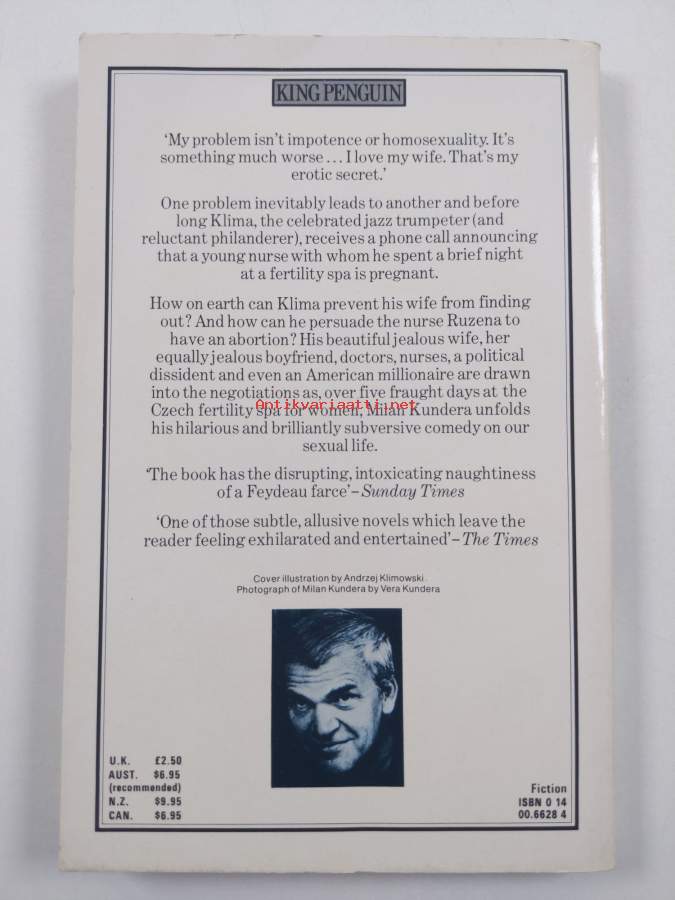 KING PENGUIN
‘My problem isn’t impotence or homosexuality. It’s
something much worse ... I love my wife. That’s my
erotic secret.’
One problem inevitably leads to another and before
long Klima, the celebrated jazz trumpeter (and
reluctant philanderer), receives a phone call announcing
that a young nurse with whom he spent a brief night
at a fertility spa is pregnant.
How on earth can Klima prevent his wife from finding
out? And how can he persuade the nurse Ruzena to
have an abortion? His beautiful jealous wife, her
equally jealous boyfriend, doctors, nurses, a political
dissident and even an American millionaire are drawn
into the negotiations as, over five fraught days at the
Antikvariaatti.net
Czech fertility spa for women, Milan Kundera unfolds
his hilarious and brilliantly subversive comedy on our
sexual life.
‘The book has the disrupting, intoxicating naughtiness
of a Feydeau farce’ – Sunday Times
‘One of those subtle, allusive novels which leave the
reader feeling exhilarated and entertained’ – The Times
Cover illustration by Andrzej Klimowski
Photograph of Milan Kundera by Vera Kundera
U.K. £2.50
AUST. $6.95
(recommended)
N.Z. $9.95
CAN. $6.95
Fiction
ISBN 0 14
00.6628 4